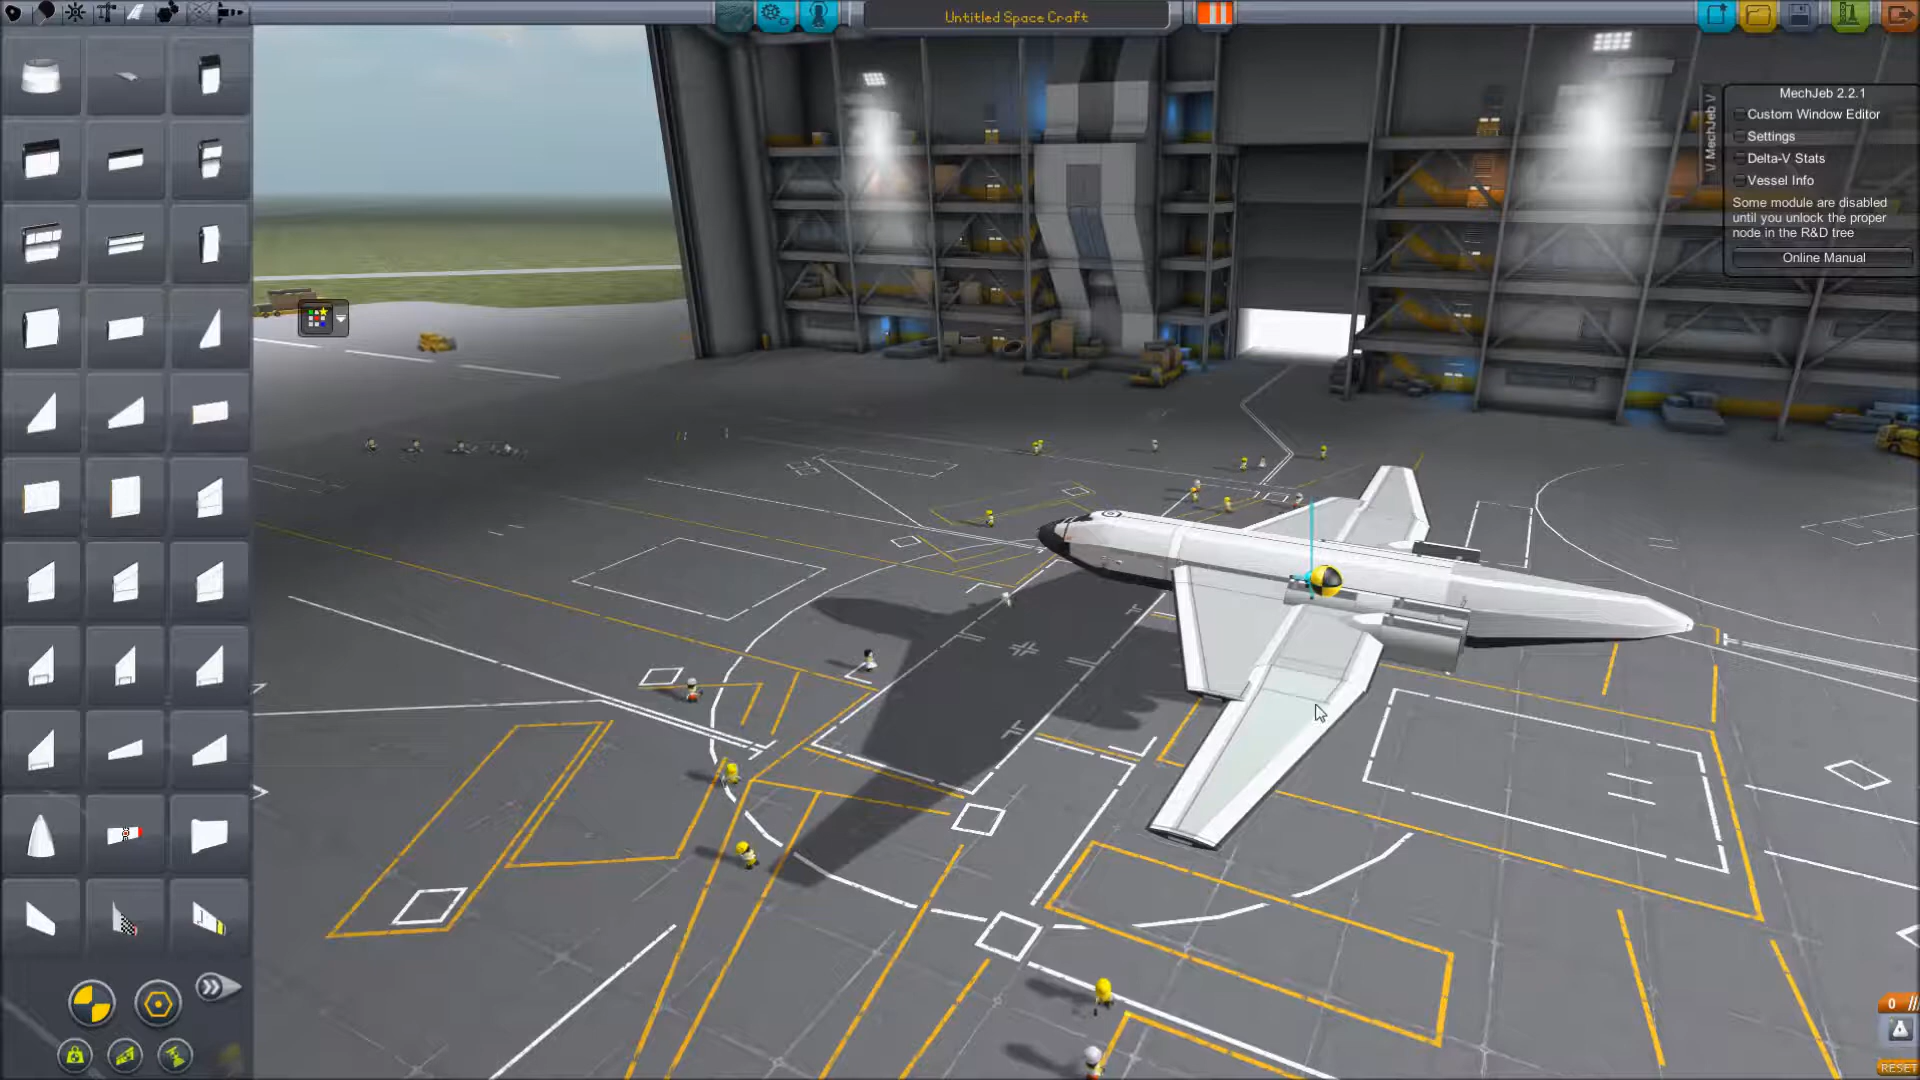 Untitled Space Craft
MechJeb 2.2.1
Custom Window Editor
Settings
Delta-V Stats
Vessel Info
Some module are disabled
until you unlock the proper
node in the R&D tree
Online Manual
V MechJeb V
0
RESET